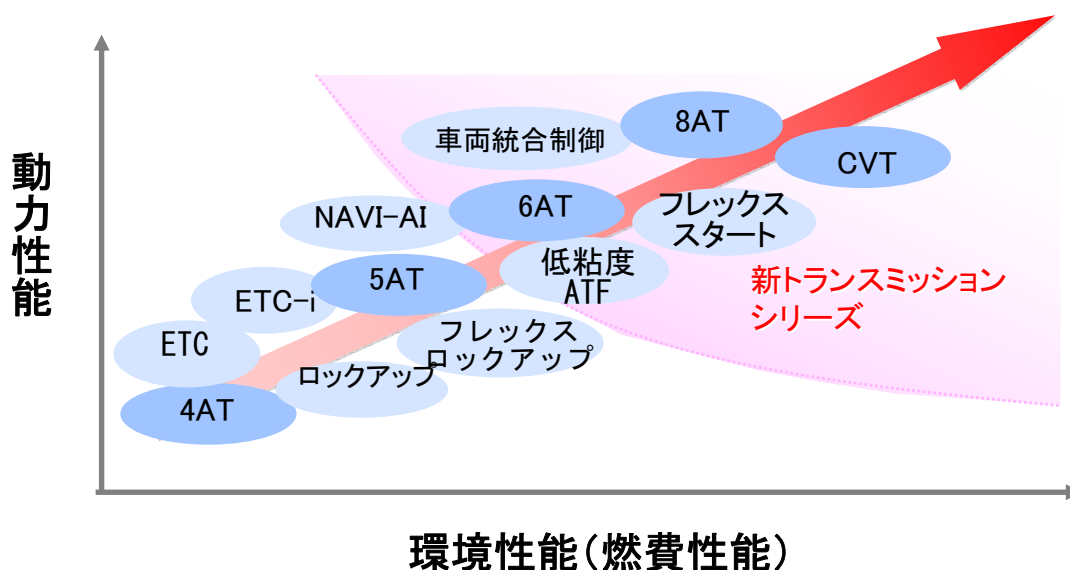 動力性能
車両統合制御
8AT
CVT
NAVI-AI
6AT
フレックス
スタート
5AT
低粘度
ATF
ETC-i
新トランスミッション
シリーズ
ETC
フレックス
ロックアップ
ロックアップ
4AT
環境性能(燃費性能)